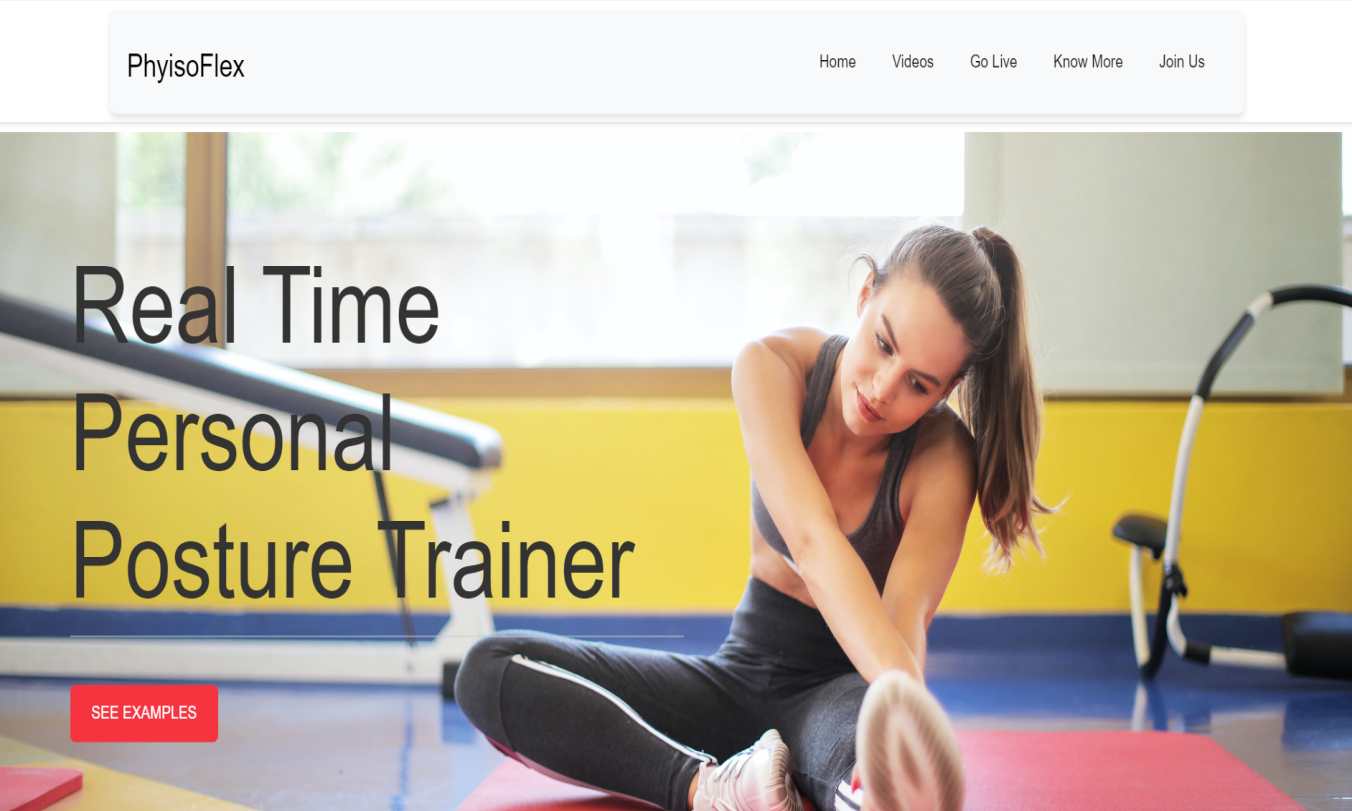 PhyisoFlex
Home Videos Go Live Know More Join Us
Real Time
Personal
Posture Trainer
SEE EXAMPLES